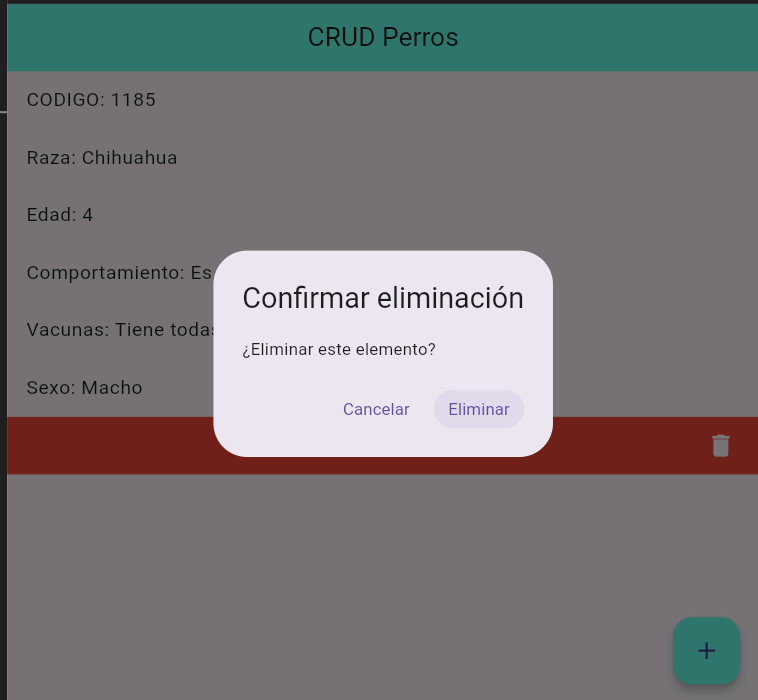 CRUD Perros
CODIGO: 1185
Raza: Chihuahua
Edad: 4
Comportamiento: Es
Vacunas: Tiene todas
Sexo: Macho
Confirmar eliminación
¿Eliminar este elemento?
Cancelar
Eliminar
+